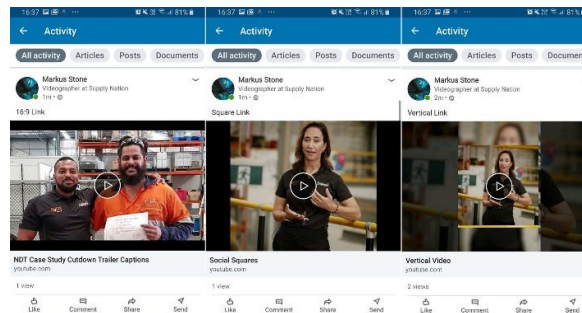 16:37 81%
Activity
All activity Articles Posts Documents
Markus Stone
Videographer at Supply Nation
1m
16:9 Link
NDT Case Study Cutdown Trailer Captions
youtube.com
1 view
Like Comment Share Send
16:37 81%
Activity
All activity Articles Posts Documents
Markus Stone
Videographer at Supply Nation
1m
Square Link
Social Squares
youtube.com
1 view
Like Comment Share Send
16:37 81%
Activity
All activity Articles Posts Documen
Markus Stone
Videographer at Supply Nation
2m
Vertical Link
Vertical Video
youtube.com
2 views
Like Comment Share Send